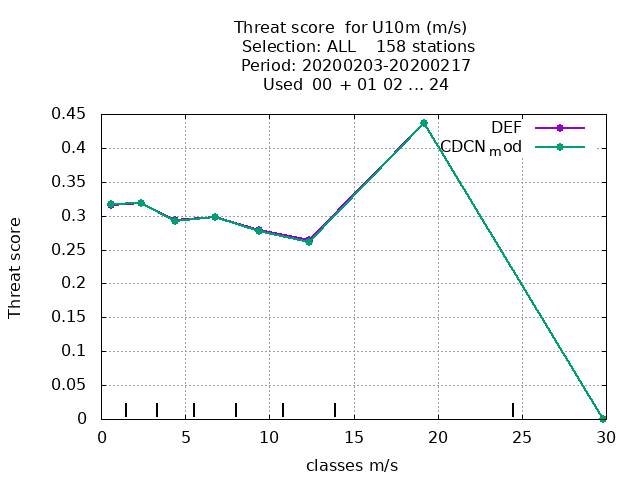 Threat score  for U10m (m/s)
Selection: ALL    158 stations
Period: 20200203-20200217
Used  00 + 01 02 ... 24
DEF
CDCN_mod
0.45
0.4
0.35
0.3
0.25
0.2
0.15
0.1
0.05
0
Threat score
0 5 10 15 20 25 30
classes m/s